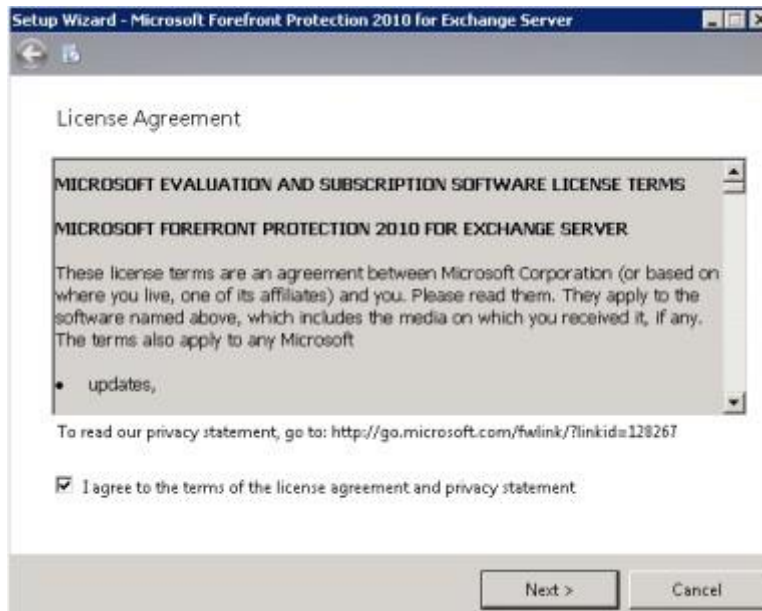 Setup Wizard - Microsoft Forefront Protection 2010 for Exchange Server
License Agreement
MICROSOFT EVALUATION AND SUBSCRIPTION SOFTWARE LICENSE TERMS
MICROSOFT FOREFRONT PROTECTION 2010 FOR EXCHANGE SERVER
These license terms are an agreement between Microsoft Corporation (or based on
where you live, one of its affiliates) and you. Please read them. They apply to the
software named above, which includes the media on which you received it, if any.
The terms also apply to any Microsoft
• updates,
To read our privacy statement, go to: http://go.microsoft.com/fwlink/?linkid=128267
I agree to the terms of the license agreement and privacy statement
Next > Cancel